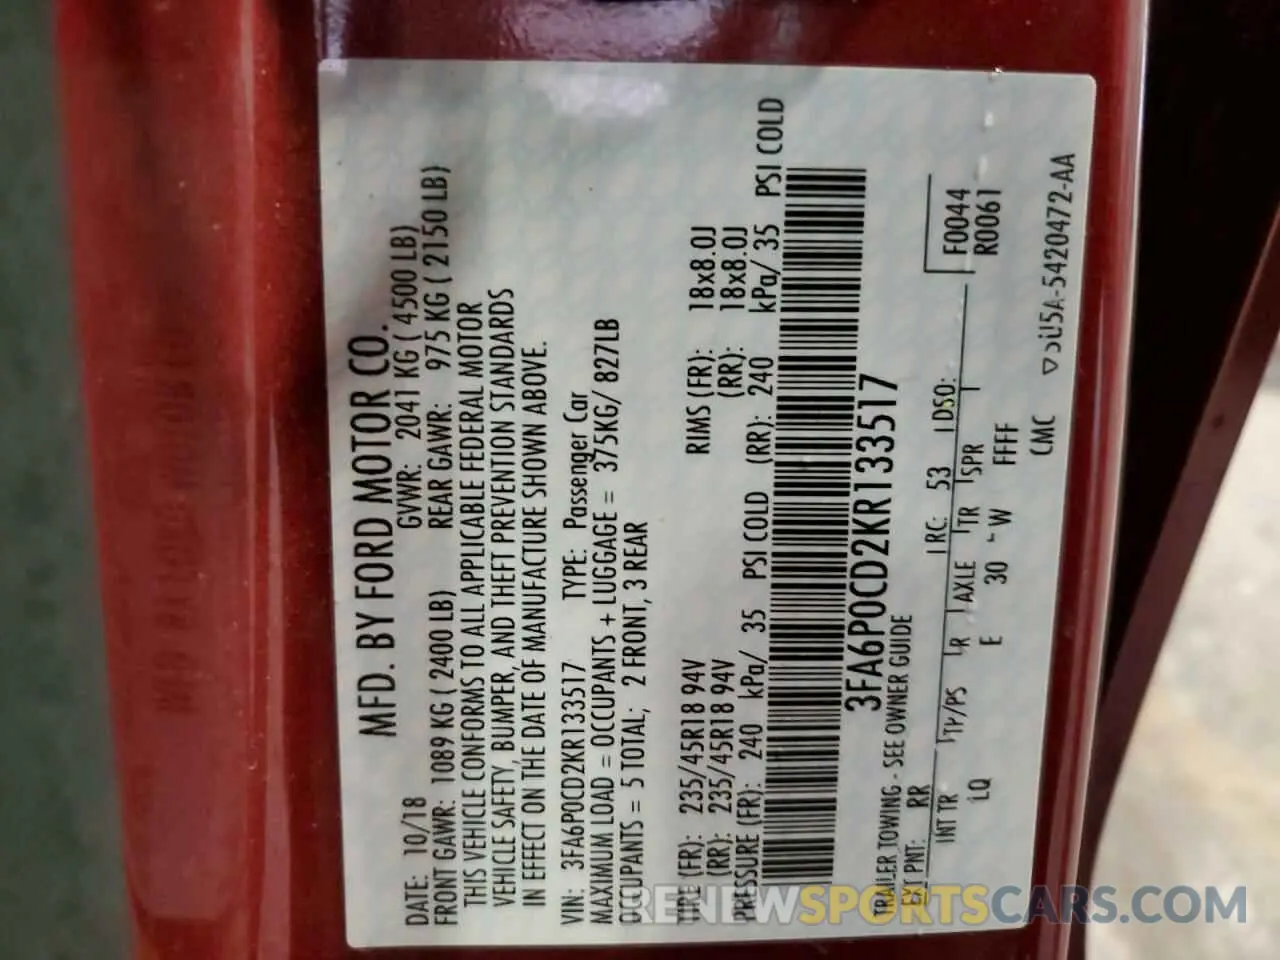 MFD. BY FORD MOTOR CO.
DATE: 10/18 GVWR: 2041 KG ( 4500 LB)
FRONT GAWR: 1089 KG ( 2400 LB) REAR GAWR: 975 KG ( 2150 LB)
THIS VEHICLE CONFORMS TO ALL APPLICABLE FEDERAL MOTOR
VEHICLE SAFETY, BUMPER, AND THEFT PREVENTION STANDARDS
IN EFFECT ON THE DATE OF MANUFACTURE SHOWN ABOVE.
VIN: 3FA6P0CD2KR133517 TYPE: Passenger Car
MAXIMUM LOAD = OCCUPANTS + LUGGAGE = 375KG/ 827LB
OCCUPANTS = 5 TOTAL; 2 FRONT, 3 REAR
TIRE (FR): 235/45R18 94V RIMS (FR): 18x8.0J
(RR): 235/45R18 94V (RR): 18x8.0J
PRESSURE (FR): 240 kPa/ 35 PSI COLD (RR): 240 kPa/ 35 PSI COLD
3FA6P0CD2KR133517
TRAILER TOWING - SEE OWNER GUIDE
EXT PNT: RR RC: 53 DSO:
F0044
R0061
INT TR TP/PS R AXLE TR SPR
LQ E 30 W FFFF
CMC 5U5A-5420472-AA
RENEWSPORTSCARS.COM